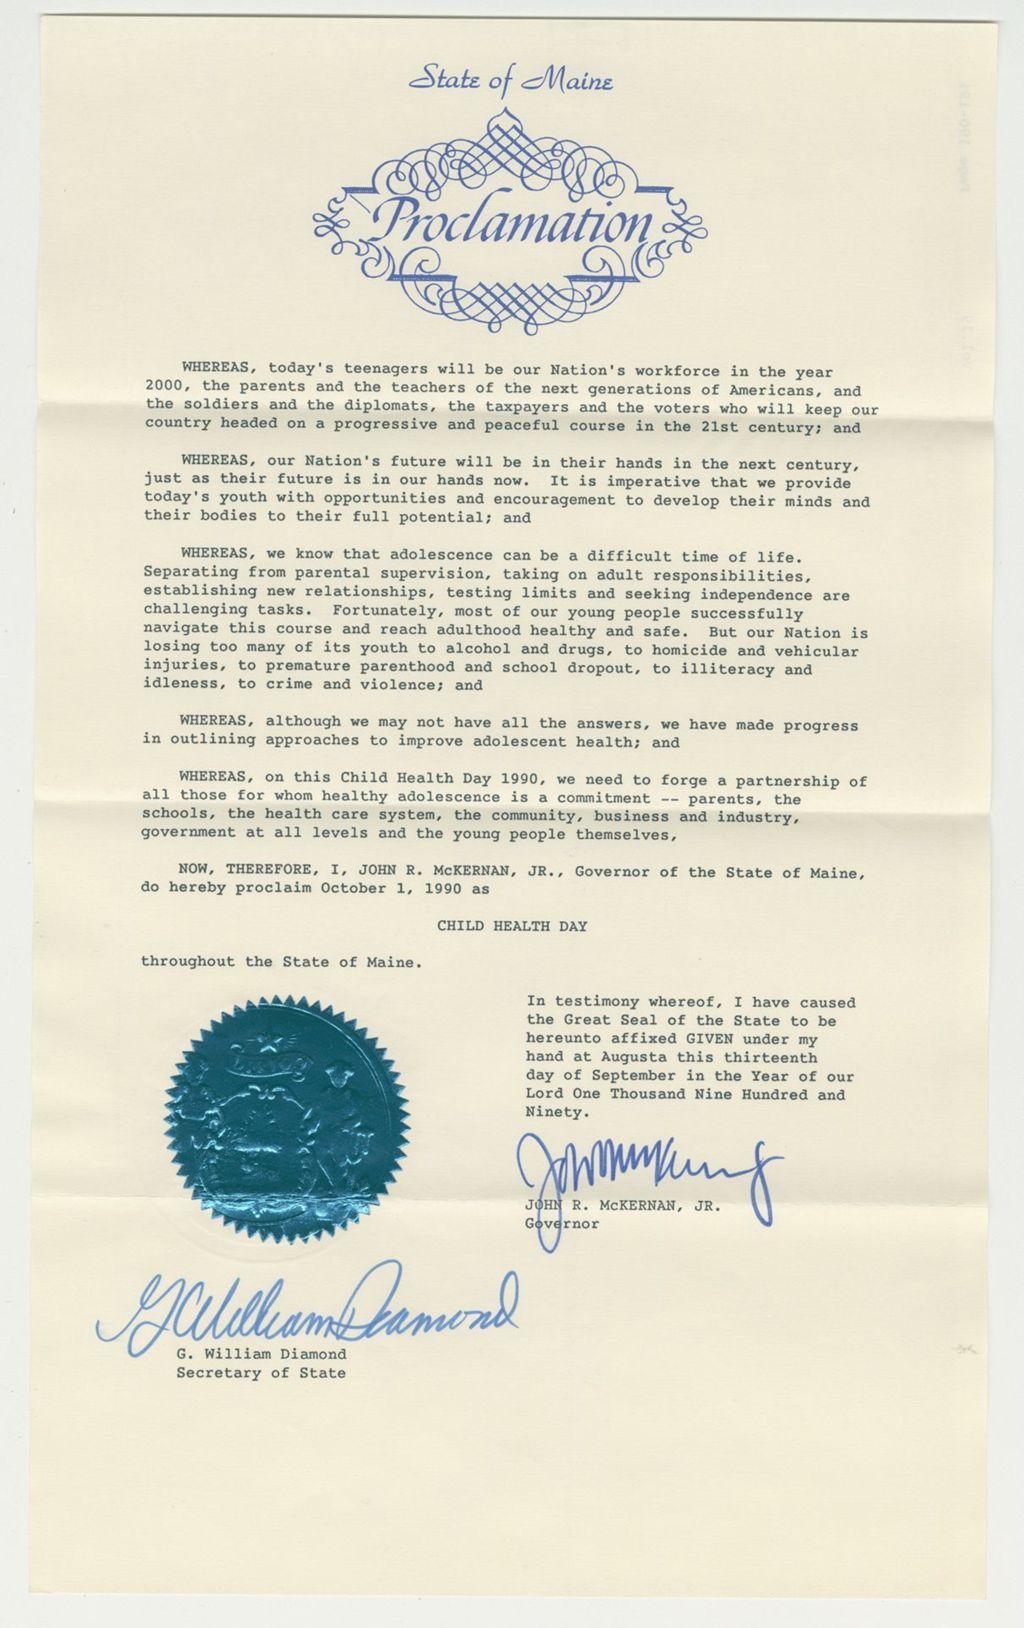 State of Maine
Proclamation
WHEREAS, today's teenagers will be our Nation's workforce in the year
2000, the parents and the teachers of the next generations of Americans, and
the soldiers and the diplomats, the taxpayers and the voters who will keep our
country headed on a progressive and peaceful course in the 21st century; and
WHEREAS, our Nation's future will be in their hands in the next century,
just as their future is in our hands now. It is imperative that we provide
today's youth with opportunities and encouragement to develop their minds and
their bodies to their full potential; and
WHEREAS, we know that adolescence can be a difficult time of life.
Separating from parental supervision, taking on adult responsibilities,
establishing new relationships, testing limits and seeking independence are
challenging tasks. Fortunately, most of our young people successfully
navigate this course and reach adulthood healthy and safe. But our Nation is
losing too many of its youth to alcohol and drugs, to homicide and vehicular
injuries, to premature parenthood and school dropout, to illiteracy and
idleness, to crime and violence; and
WHEREAS, although we may not have all the answers, we have made progress
in outlining approaches to improve adolescent health; and
WHEREAS, on this Child Health Day 1990, we need to forge a partnership of
all those for whom healthy adolescence is a commitment -- parents, the
schools, the health care system, the community, business and industry,
government at all levels and the young people themselves,
NOW, THEREFORE, I, JOHN R. McKERNAN, JR., Governor of the State of Maine,
do hereby proclaim October 1, 1990 as
CHILD HEALTH DAY
throughout the State of Maine.
In testimony whereof, I have caused
the Great Seal of the State to be
hereunto affixed GIVEN under my
hand at Augusta this thirteenth
day of September in the Year of our
Lord One Thousand Nine Hundred and
Ninety.
JOHN R. McKERNAN, JR.
Governor
G William Diamond
G. William Diamond
Secretary of State